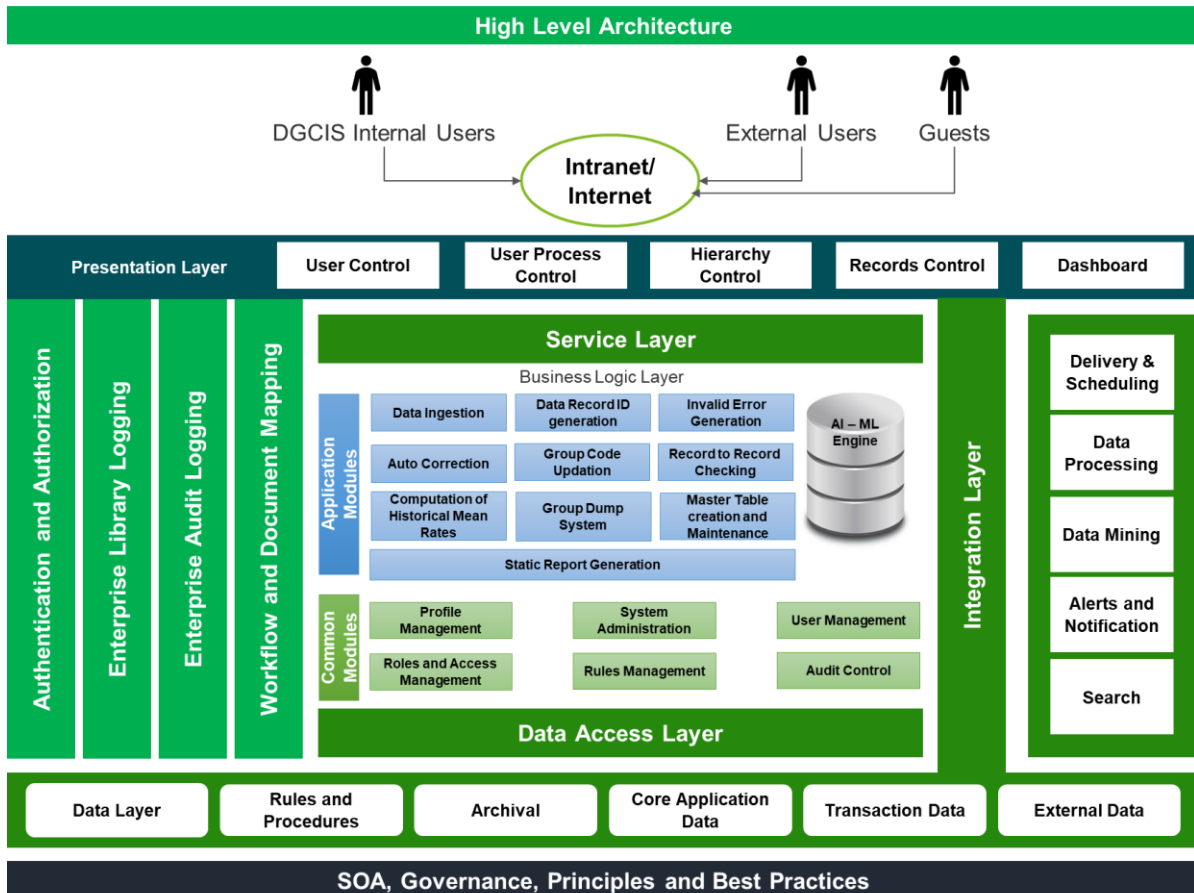 High Level Architecture
DGCIS Internal Users
External Users
Guests
Intranet/
Internet
Presentation Layer
User Control
User Process
Control
Hierarchy
Control
Records Control
Dashboard
Authentication and Authorization
Enterprise Library Logging
Enterprise Audit Logging
Workflow and Document Mapping
Service Layer
Business Logic Layer
Application
Modules
Data Ingestion
Data Record ID
generation
Invalid Error
Generation
Auto Correction
Group Code
Updation
Record to Record
Checking
Computation of
Historical Mean
Rates
Group Dump
System
Master Table
creation and
Maintenance
Static Report Generation
AI – ML
Engine
Common
Modules
Profile
Management
System
Administration
User Management
Roles and Access
Management
Rules Management
Audit Control
Data Access Layer
Integration Layer
Delivery &
Scheduling
Data
Processing
Data Mining
Alerts and
Notification
Search
Data Layer
Rules and
Procedures
Archival
Core Application
Data
Transaction Data
External Data
SOA, Governance, Principles and Best Practices